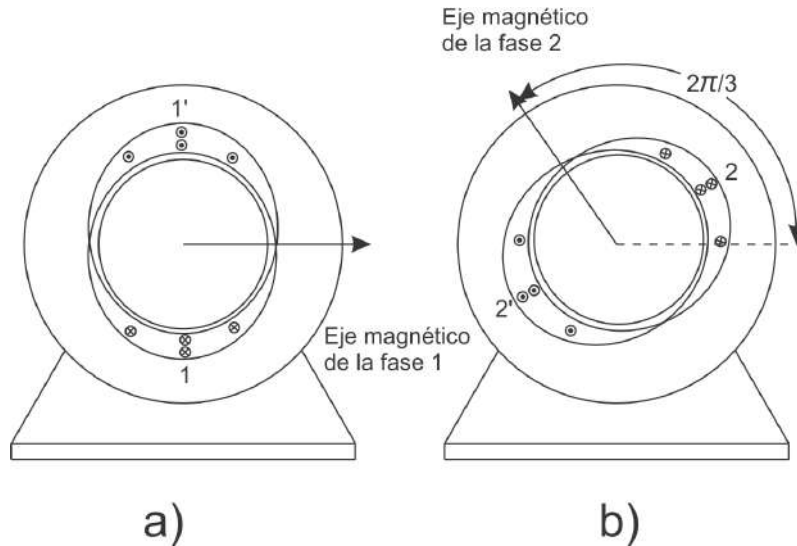 Eje magnético
de la fase 2
2π/3
1'
2
2'
Eje magnético
de la fase 1
1
a)
b)